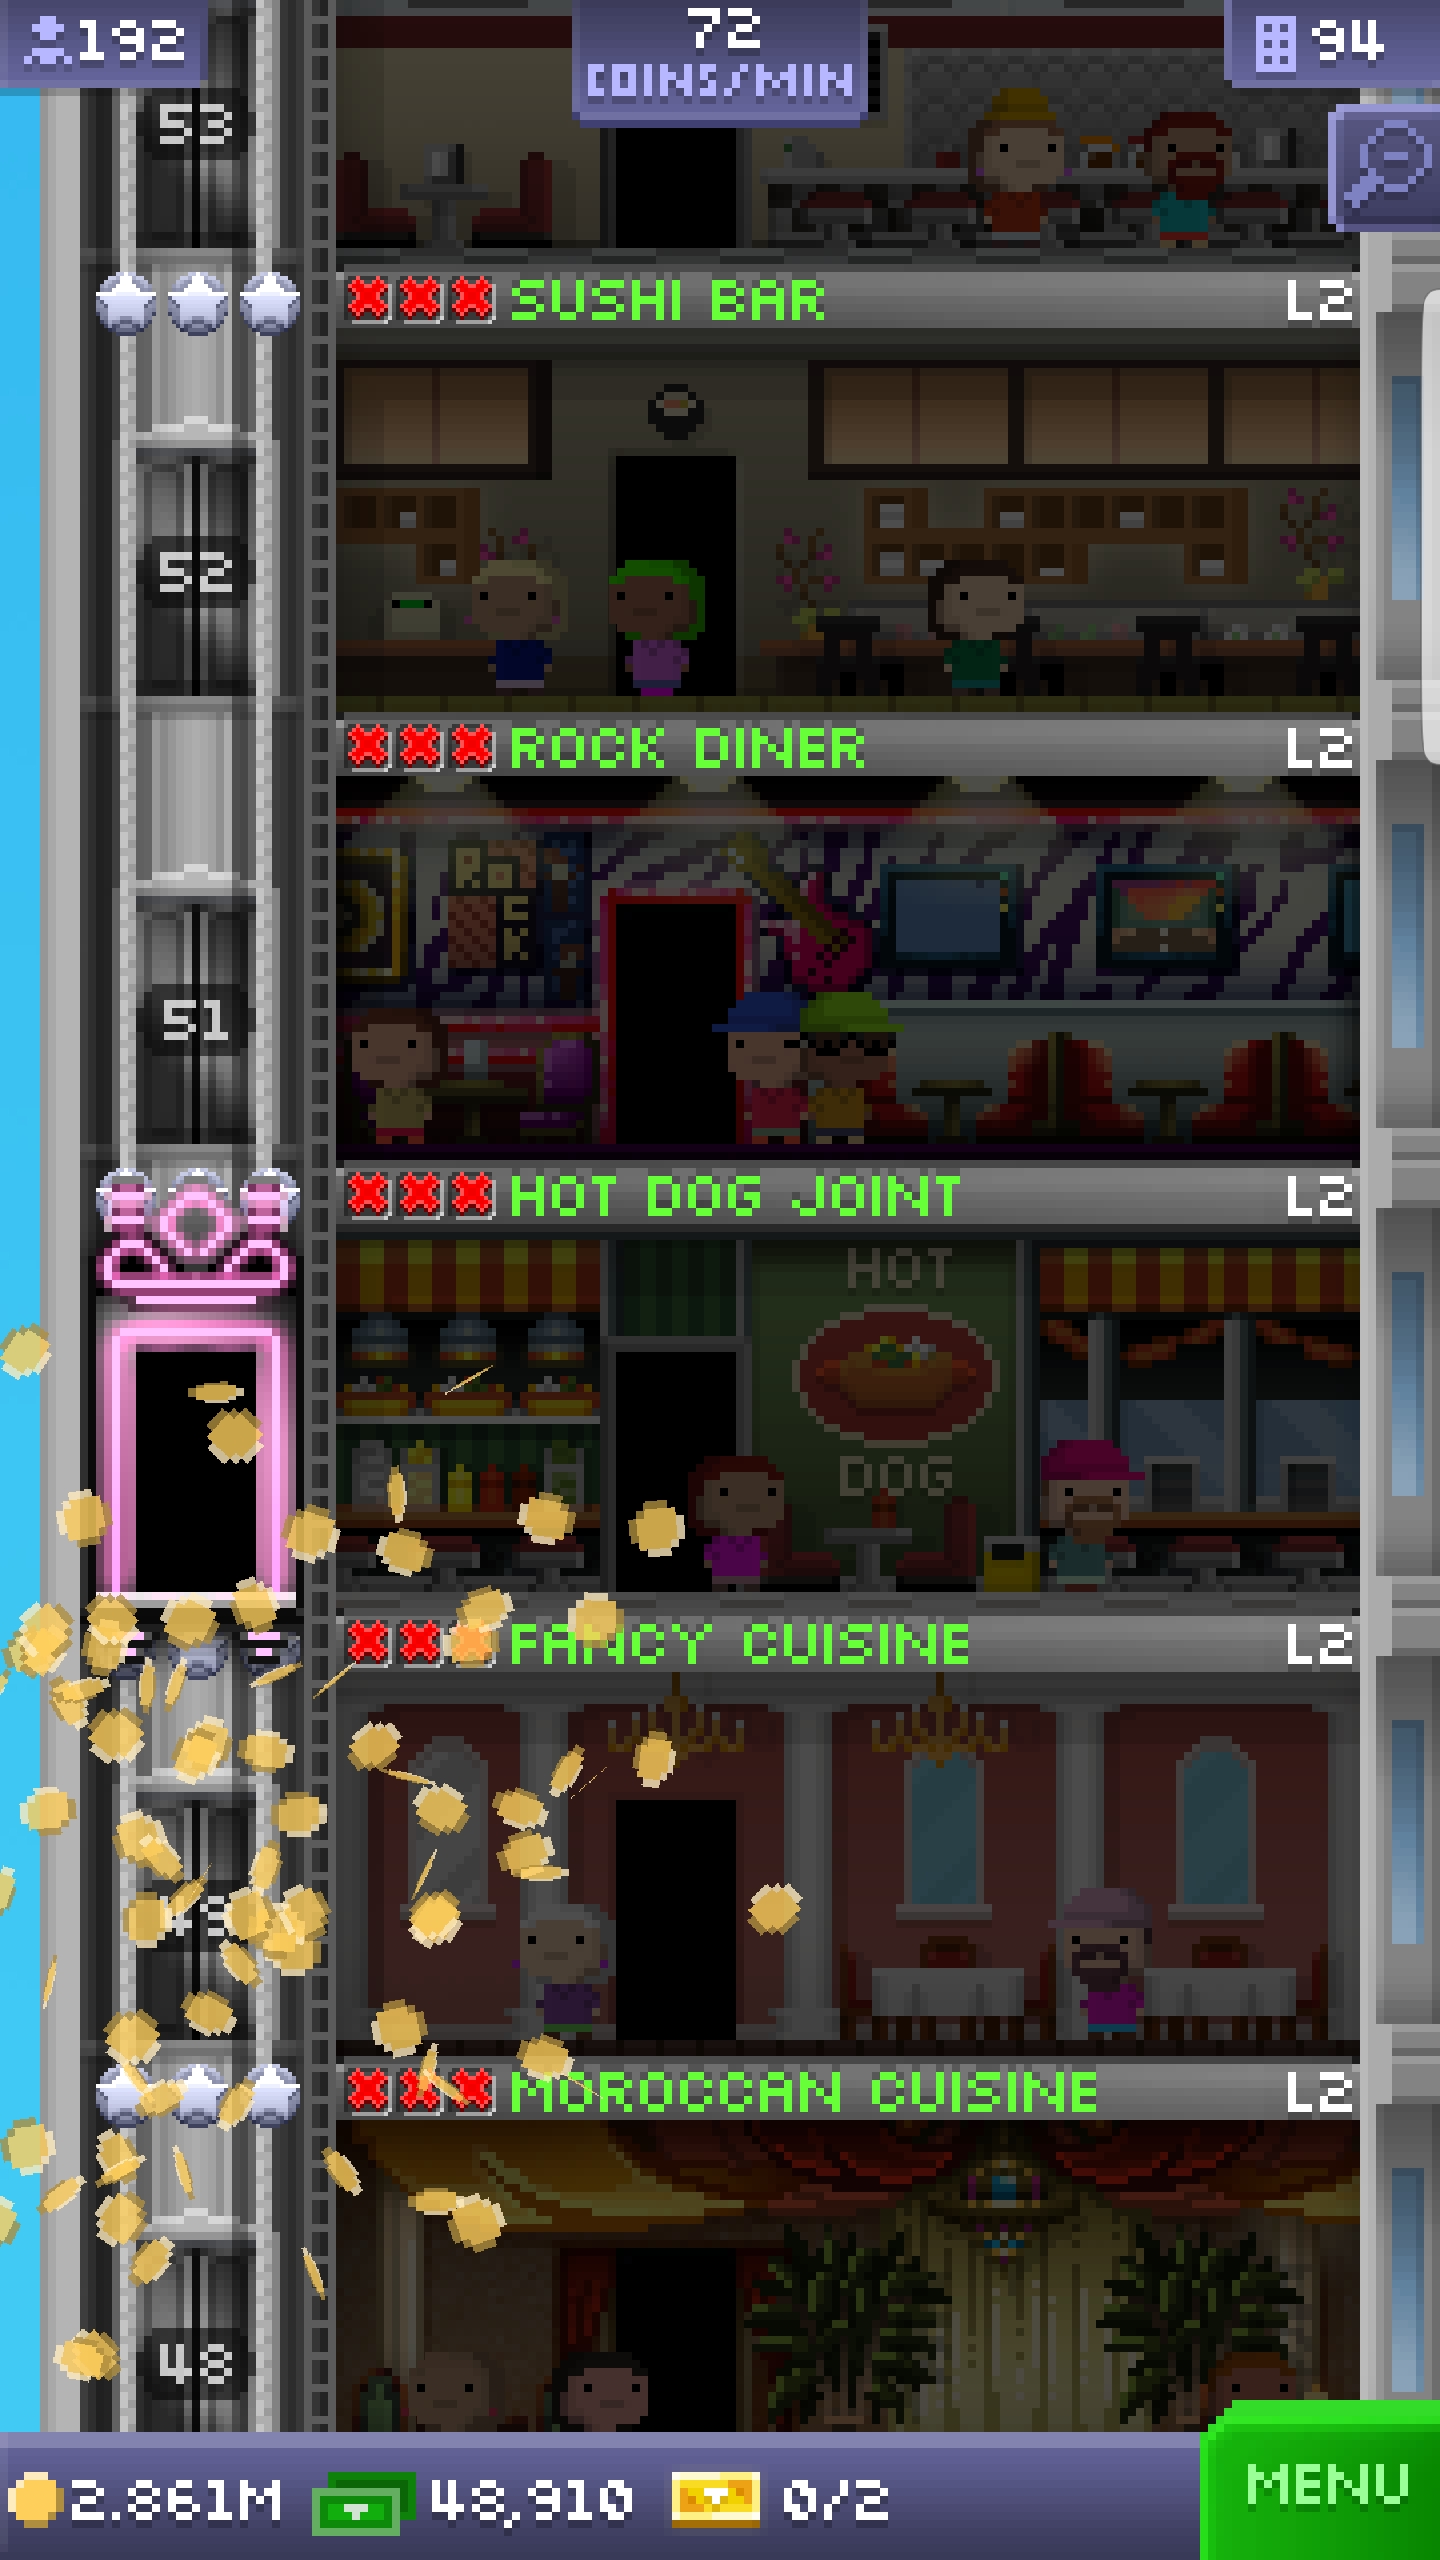 192
72
COINS/MIN
94
53
SUSHI BAR L2
52
ROCK DINER L2
ROCK
51
HOT DOG JOINT L2
HOT
DOG
FANCY CUISINE L2
MOROCCAN CUISINE L2
48
2.861M 48,910 0/2
MENU